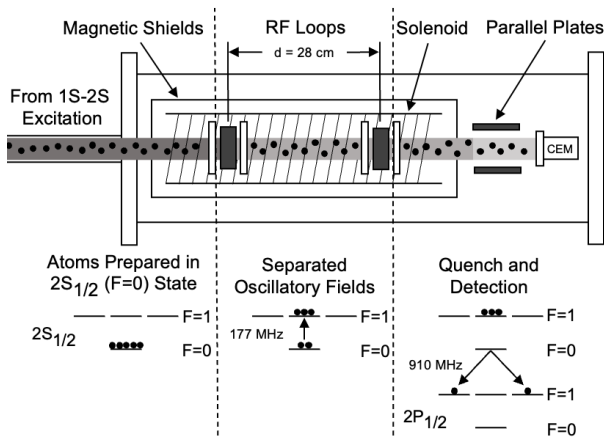 Magnetic Shields
RF Loops
Solenoid
Parallel Plates
d = 28 cm
From 1S-2S
Excitation
CEM
Atoms Prepared in
2S1/2 (F=0) State
Separated
Oscillatory Fields
Quench and
Detection
F=1
2S1/2
F=0
F=1
177 MHz
F=0
F=1
F=0
910 MHz
F=1
2P1/2
F=0